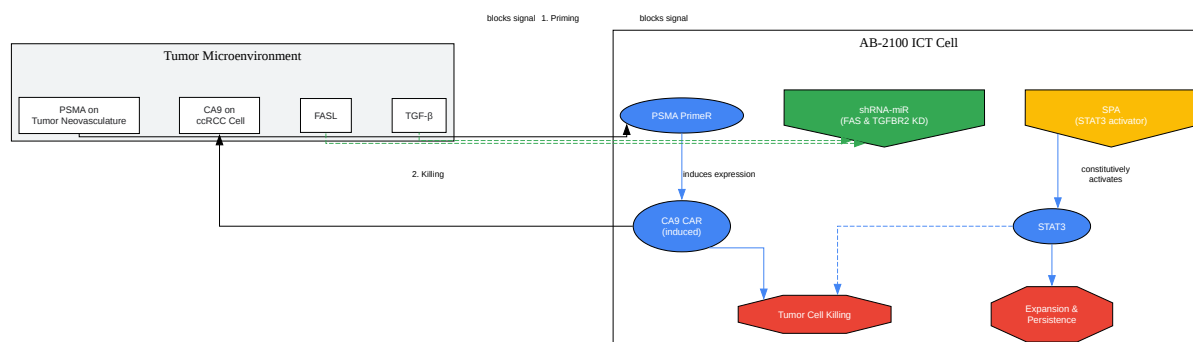 blocks signal 1. Priming
blocks signal
Tumor Microenvironment
AB-2100 ICT Cell
PSMA on
Tumor Neovasculature
CA9 on
ccRCC Cell
FASL
TGF-β
PSMA PrimeR
shRNA-miR
(FAS & TGFBR2 KD)
SPA
(STAT3 activator)
2. Killing
induces expression
constitutively
activates
CA9 CAR
(induced)
STAT3
Tumor Cell Killing
Expansion &
Persistence